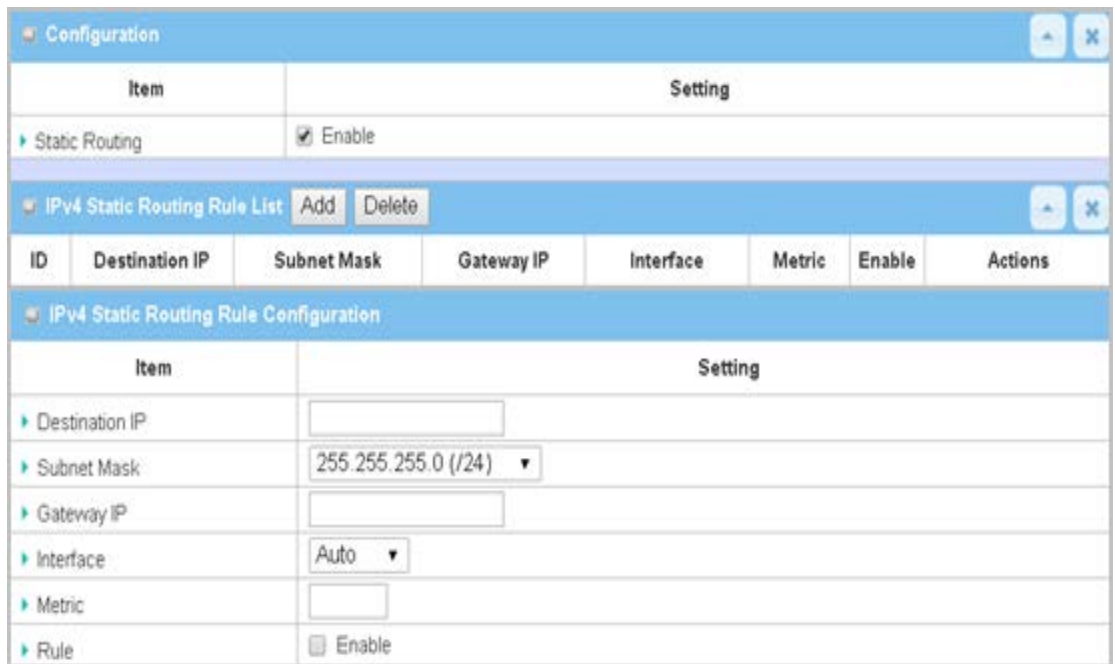 Configuration
Item Setting
Static Routing Enable
IPv4 Static Routing Rule List Add Delete
ID Destination IP Subnet Mask Gateway IP Interface Metric Enable Actions
IPv4 Static Routing Rule Configuration
Item Setting
Destination IP
Subnet Mask 255.255.255.0 (/24)
Gateway IP
Interface Auto
Metric
Rule Enable